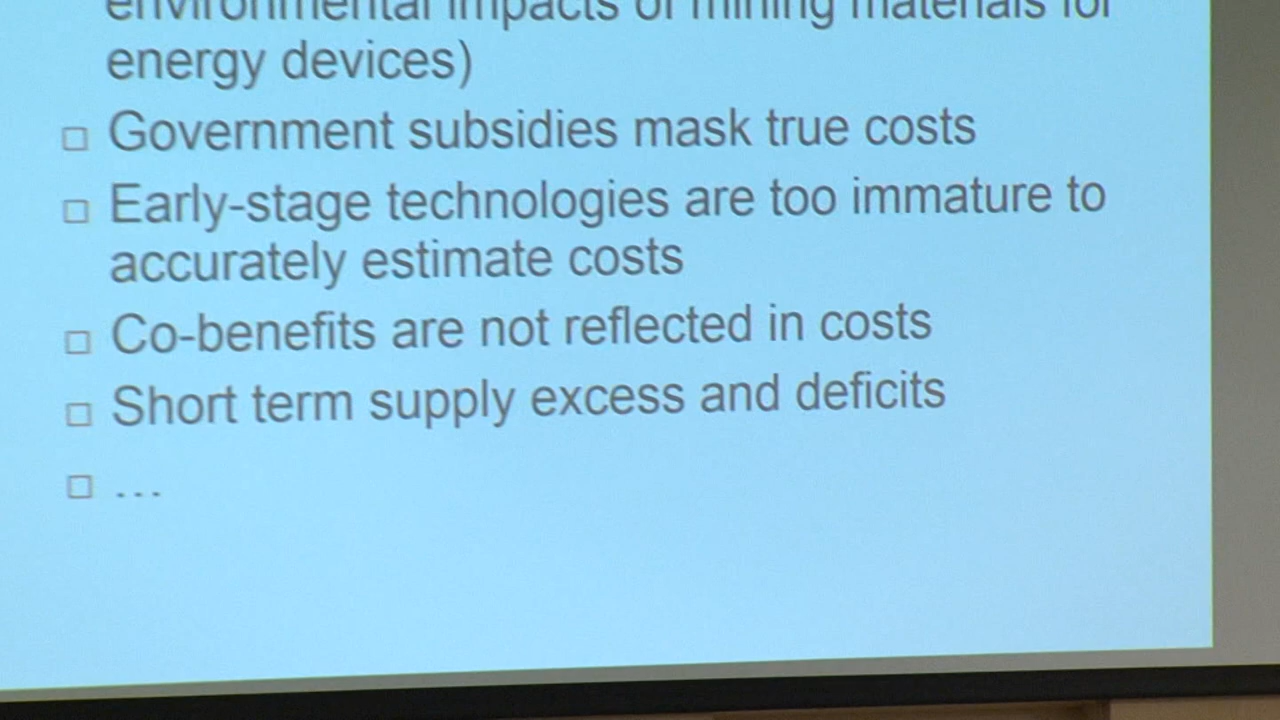 environmental impacts of mining materials for
energy devices)
□ Government subsidies mask true costs
□ Early-stage technologies are too immature to
accurately estimate costs
□ Co-benefits are not reflected in costs
□ Short term supply excess and deficits
□ ...